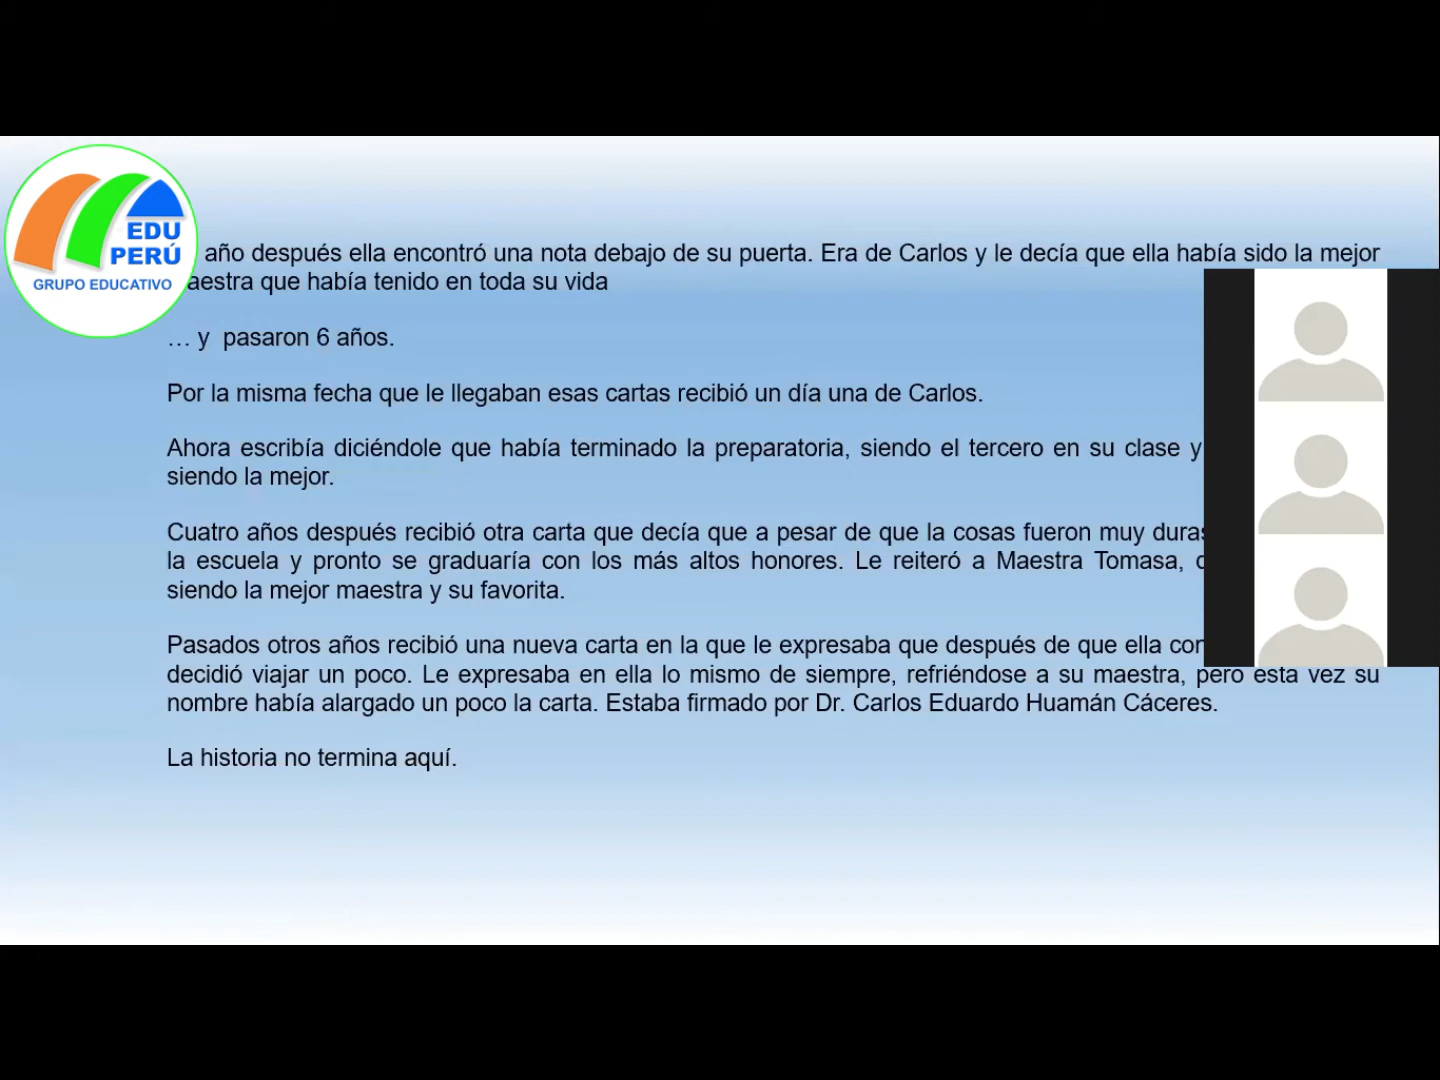 EDU
PERÚ
GRUPO EDUCATIVO
año después ella encontró una nota debajo de su puerta. Era de Carlos y le decía que ella había sido la mejor
que había tenido en toda su vida
… y pasaron 6 años.
Por la misma fecha que le llegaban esas cartas recibió un día una de Carlos.
Ahora escribía diciéndole que había terminado la preparatoria, siendo el tercero en su clase y
siendo la mejor.
Cuatro años después recibió otra carta que decía que a pesar de que la cosas fueron muy duras
la escuela y pronto se graduaría con los más altos honores. Le reiteró a Maestra Tomasa,
siendo la mejor maestra y su favorita.
Pasados otros años recibió una nueva carta en la que le expresaba que después de que ella
decidió viajar un poco. Le expresaba en ella lo mismo de siempre, refriéndose a su maestra, pero esta vez su
nombre había alargado un poco la carta. Estaba firmado por Dr. Carlos Eduardo Huamán Cáceres.
La historia no termina aquí.